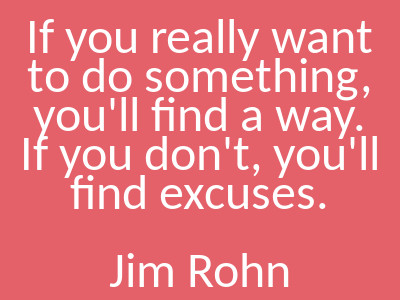 If you really want
to do something,
you'll find a way.
If you don't, you'll
find excuses.
Jim Rohn